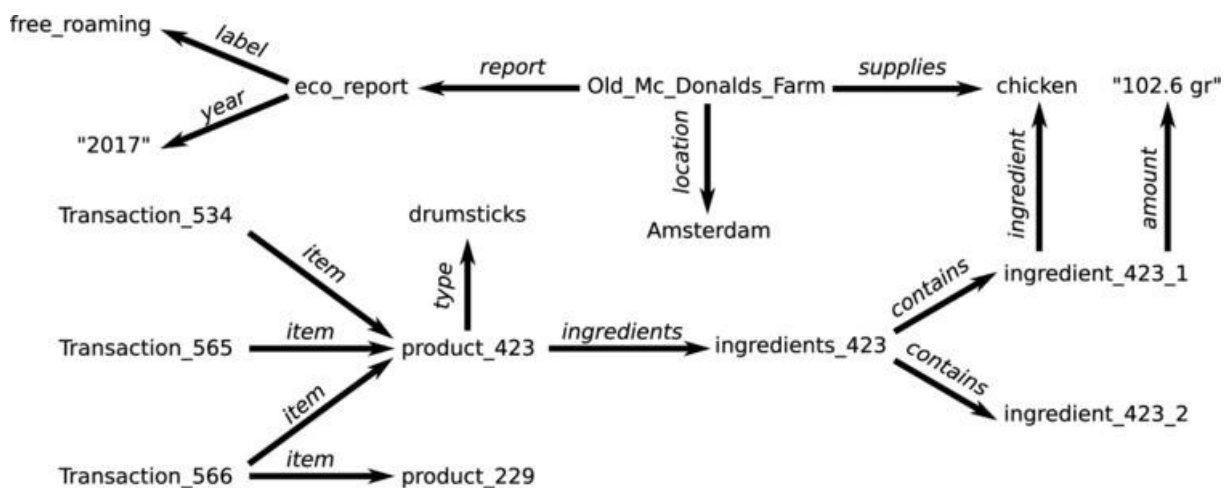 free_roaming
label
eco_report
report
Old_Mc_Donalds_Farm
supplies
chicken
"102.6 gr"
year
"2017"
location
Amsterdam
ingredient
amount
Transaction_534
item
drumsticks
type
ingredient_423_1
contains
Transaction_565
item
product_423
ingredients
ingredients_423
contains
ingredient_423_2
item
Transaction_566
item
product_229